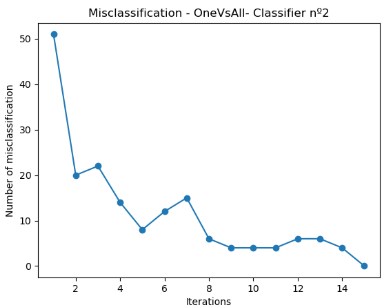 Misclassification - OneVsAll- Classifier nº2
Number of misclassification
50
40
30
20
10
0
2 4 6 8 10 12 14
Iterations